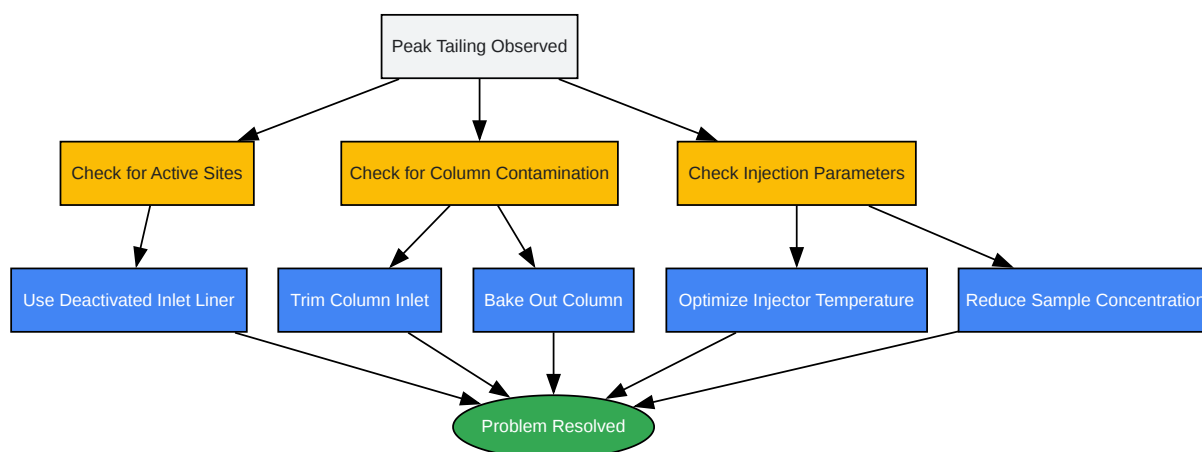 Peak Tailing Observed
Check for Active Sites
Check for Column Contamination
Check Injection Parameters
Use Deactivated Inlet Liner
Trim Column Inlet
Bake Out Column
Optimize Injector Temperature
Reduce Sample Concentration
Problem Resolved